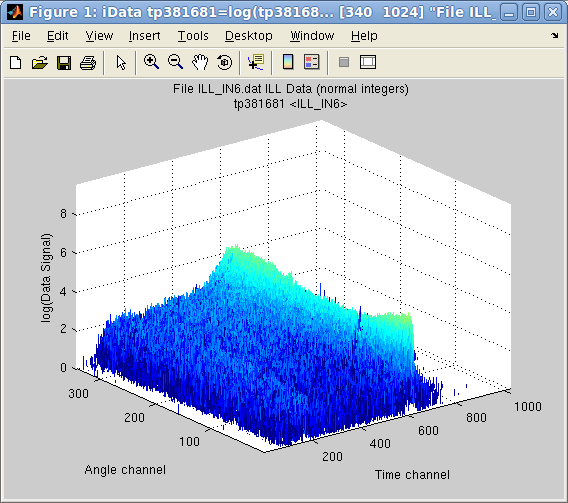 Figure 1: iData tp381681=log(tp38168... [340 1024] "File ILL_
File Edit View Insert Tools Desktop Window Help
File ILL_IN6.dat ILL Data (normal integers)
tp381681 <ILL_IN6>
log(Data Signal)
8
6
4
2
0
300
200
100
Angle channel
200
400
600
800
1000
Time channel